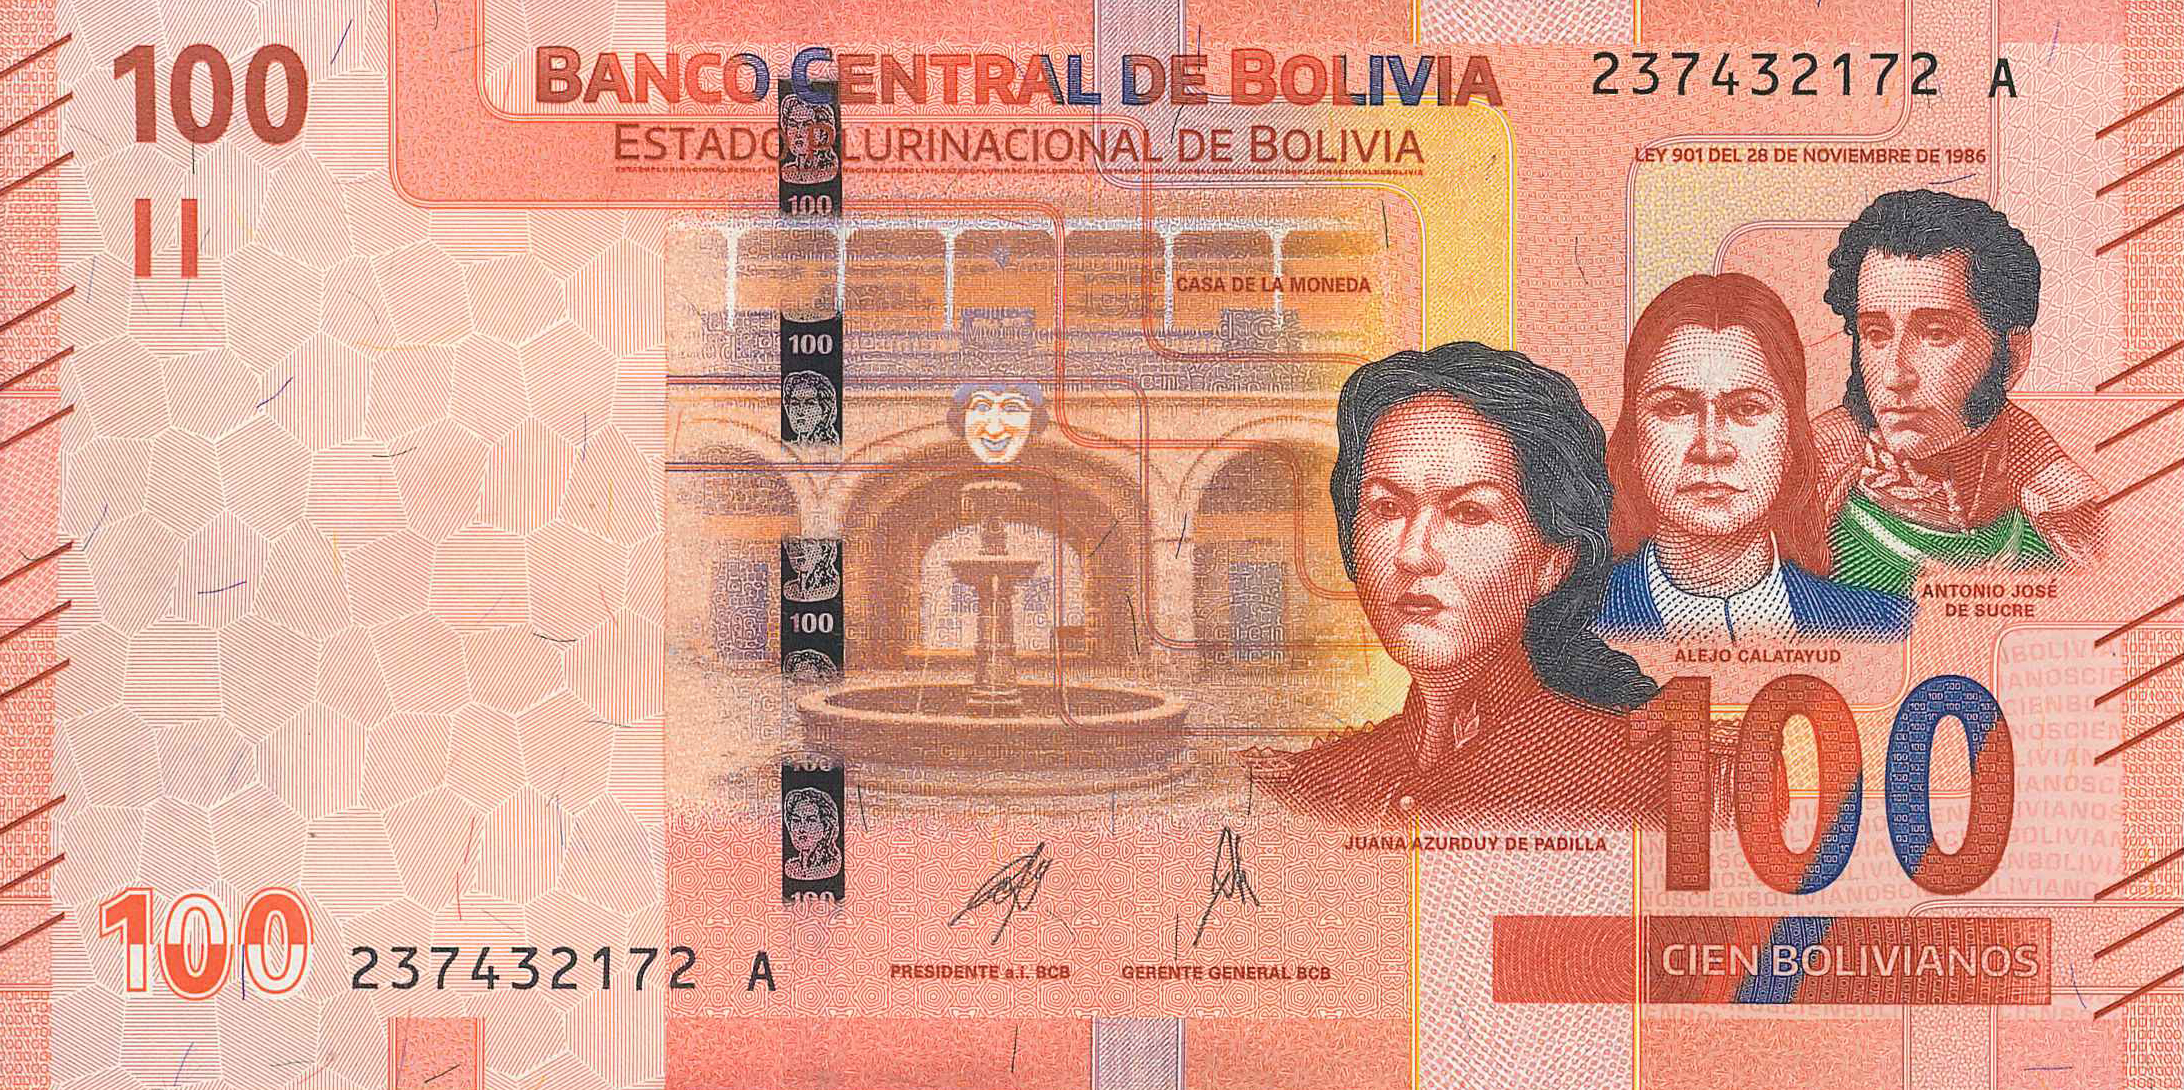 100
BANCO CENTRAL DE BOLIVIA
237432172 A
ESTADO PLURINACIONAL DE BOLIVIA
LEY 901 DEL 28 DE NOVIEMBRE DE 1986
100
CASA DE LA MONEDA
100
ANTONIO JOSÉ
DE SUCRE
100
ALEJO CALATAYUD
100
JUANA AZURDUY DE PADILLA
100
100
237432172 A
PRESIDENTE a.i. BCB
GERENTE GENERAL BCB
CIEN BOLIVIANOS